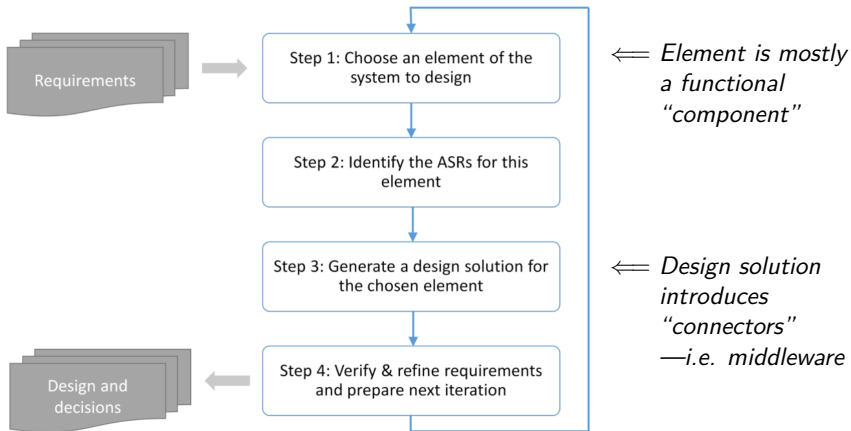 Requirements
Step 1: Choose an element of the
system to design
⟸ Element is mostly
a functional
“component”
Step 2: Identify the ASRs for this
element
Step 3: Generate a design solution for
the chosen element
⟸ Design solution
introduces
“connectors”
—i.e. middleware
Step 4: Verify & refine requirements
and prepare next iteration
Design and
decisions